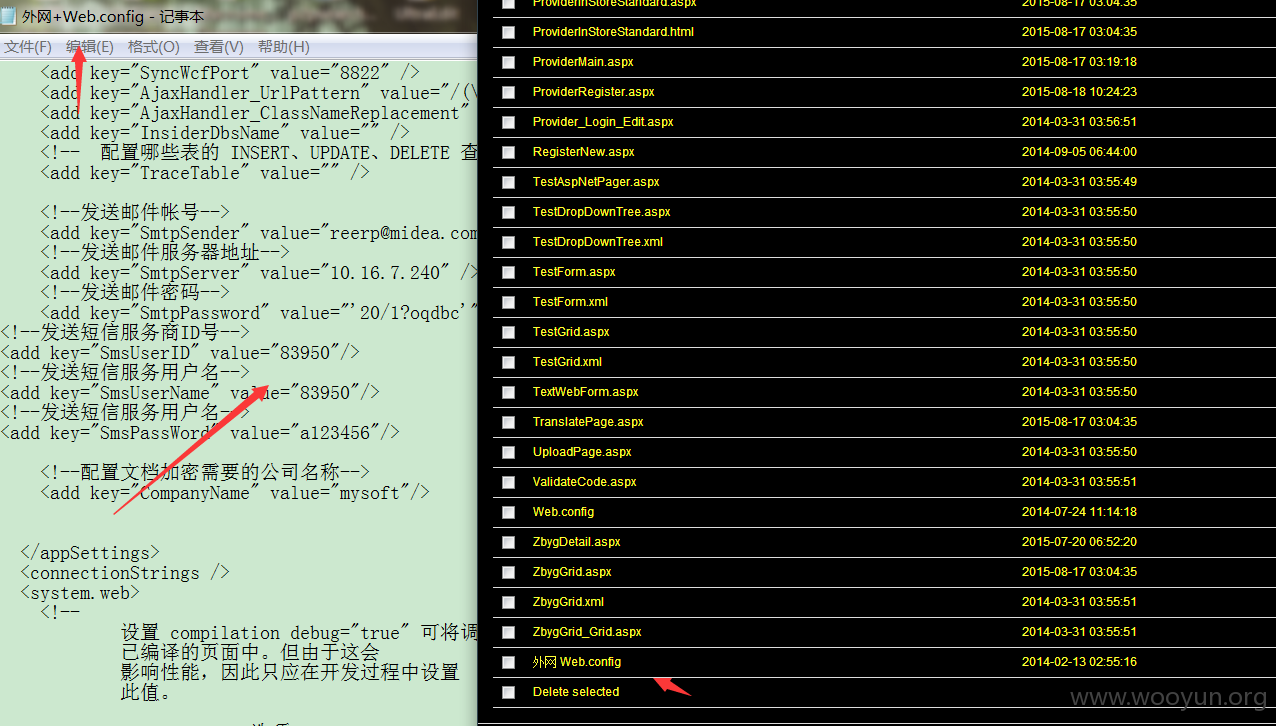 外网+Web.config - 记事本
文件(F) 编辑(E) 格式(O) 查看(V) 帮助(H)
<add key="SyncWcfPort" value="8822" />
<add key="AjaxHandler_UrlPattern" value="/(\
<add key="AjaxHandler_ClassNameReplacement"
<add key="InsiderDbsName" value="" />
<!-- 配置哪些表的 INSERT、UPDATE、DELETE 查
<add key="TraceTable" value="" />
<!--发送邮件帐号-->
<add key="SmtpSender" value="reerp@midea.com
<!--发送邮件服务器地址-->
<add key="SmtpServer" value="10.16.7.240" />
<!--发送邮件密码-->
<add key="SmtpPassword" value="'20/1?oqdbc'"
<!--发送短信服务商ID号-->
<add key="SmsUserID" value="83950"/>
<!--发送短信服务用户名-->
<add key="SmsUserName" value="83950"/>
<!--发送短信服务用户名-->
<add key="SmsPassWord" value="a123456"/>
<!--配置文档加密需要的公司名称-->
<add key="CompanyName" value="mysoft"/>
</appSettings>
<connectionStrings />
<system.web>
<!--
设置 compilation debug="true" 可将调
已编译的页面中。但由于这会
影响性能，因此只应在开发过程中设置
此值。
ProviderInStoreStandard.aspx 2015-08-17 03:04:35
ProviderInStoreStandard.html 2015-08-17 03:04:35
ProviderMain.aspx 2015-08-17 03:19:18
ProviderRegister.aspx 2015-08-18 10:24:23
Provider_Login_Edit.aspx 2014-03-31 03:56:51
RegisterNew.aspx 2014-09-05 06:44:00
TestAspNetPager.aspx 2014-03-31 03:55:49
TestDropDownTree.aspx 2014-03-31 03:55:50
TestDropDownTree.xml 2014-03-31 03:55:50
TestForm.aspx 2014-03-31 03:55:50
TestForm.xml 2014-03-31 03:55:50
TestGrid.aspx 2014-03-31 03:55:50
TestGrid.xml 2014-03-31 03:55:50
TextWebForm.aspx 2014-03-31 03:55:50
TranslatePage.aspx 2015-08-17 03:04:35
UploadPage.aspx 2014-03-31 03:55:50
ValidateCode.aspx 2014-03-31 03:55:51
Web.config 2014-07-24 11:14:18
ZbygDetail.aspx 2015-07-20 06:52:20
ZbygGrid.aspx 2015-08-17 03:04:35
ZbygGrid.xml 2014-03-31 03:55:51
ZbygGrid_Grid.aspx 2014-03-31 03:55:51
外网 Web.config 2014-02-13 02:55:16
Delete selected
www.wooyun.org